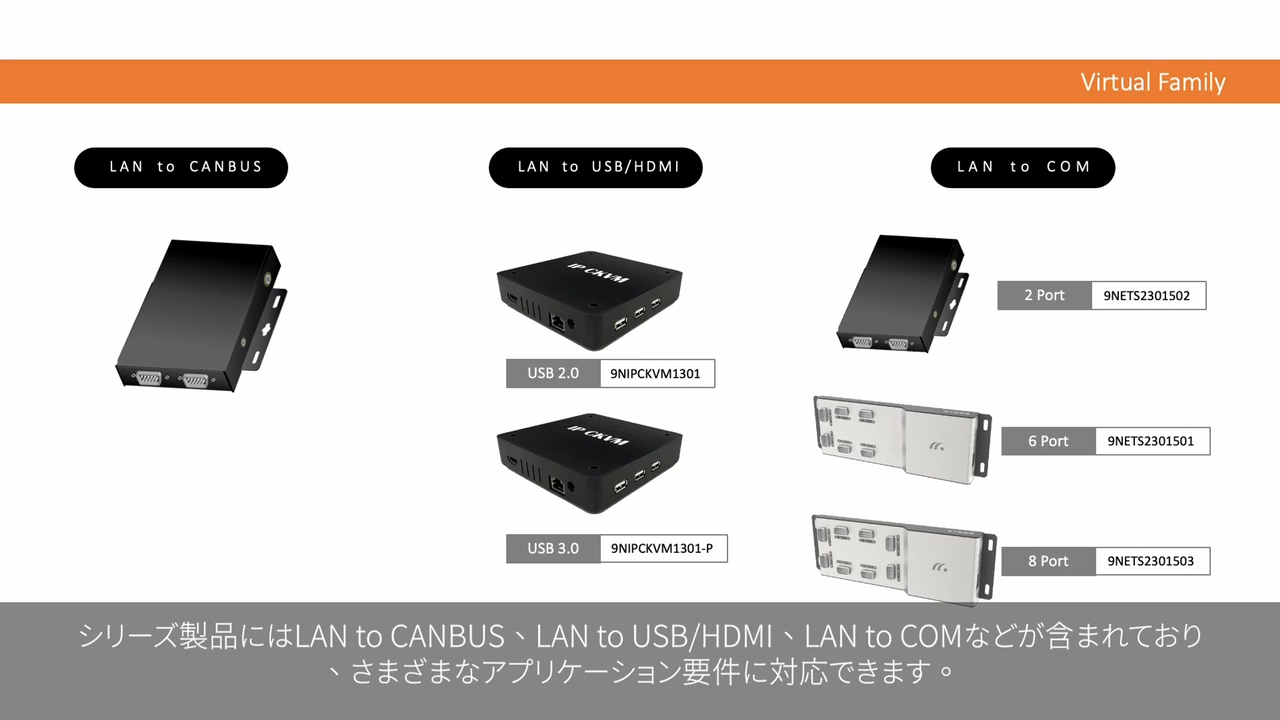 Virtual Family
LAN to CANBUS
LAN to USB/HDMI
IP CKVM
USB 2.0 9NIPCKVM1301
IP CKVM
USB 3.0 9NIPCKVM1301-P
LAN to COM
2 Port 9NETS2301502
6 Port 9NETS2301501
8 Port 9NETS2301503
シリーズ製品にはLAN to CANBUS、LAN to USB/HDMI、LAN to COMなどが含まれており
、さまざまなアプリケーション要件に対応できます。